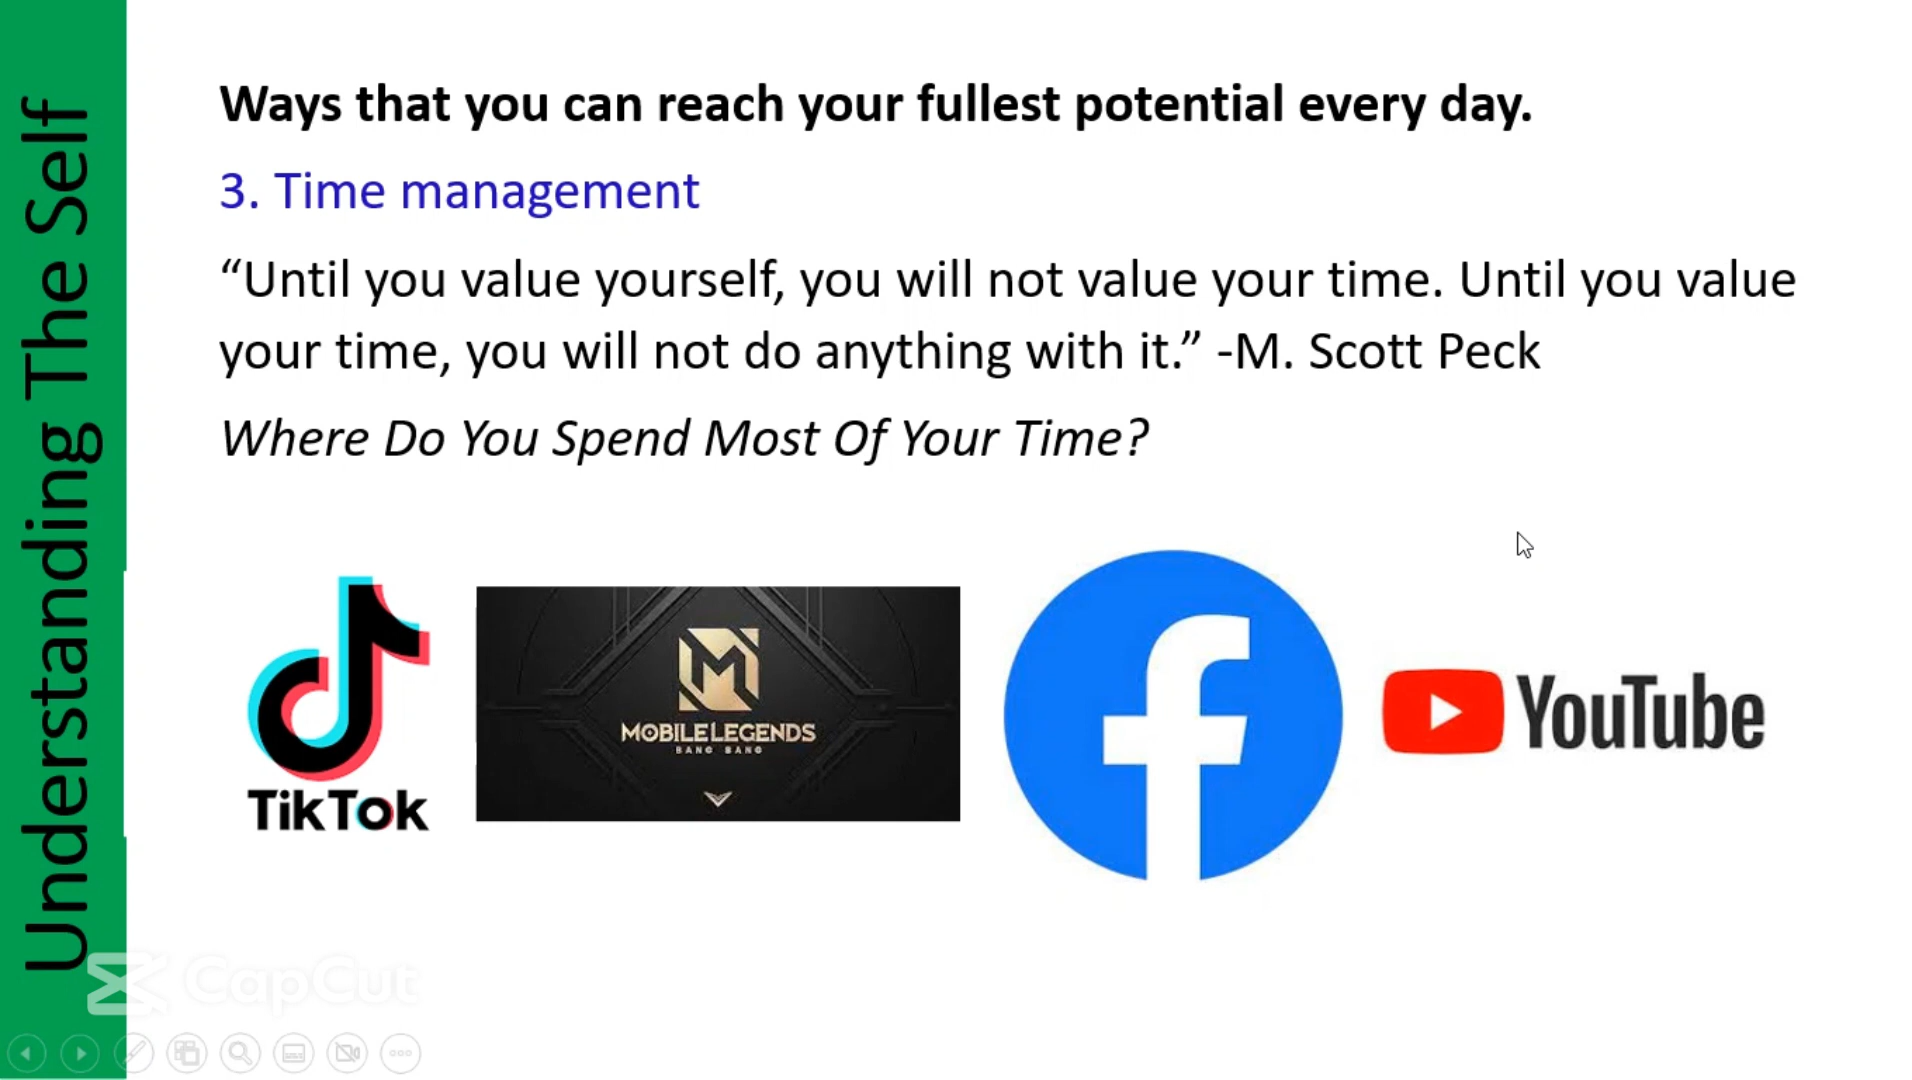 Understanding The Self
Ways that you can reach your fullest potential every day.
3. Time management
“Until you value yourself, you will not value your time. Until you value
your time, you will not do anything with it.” -M. Scott Peck
Where Do You Spend Most Of Your Time?
TikTok
MOBILE LEGENDS
BANG BANG
YouTube
CapCut